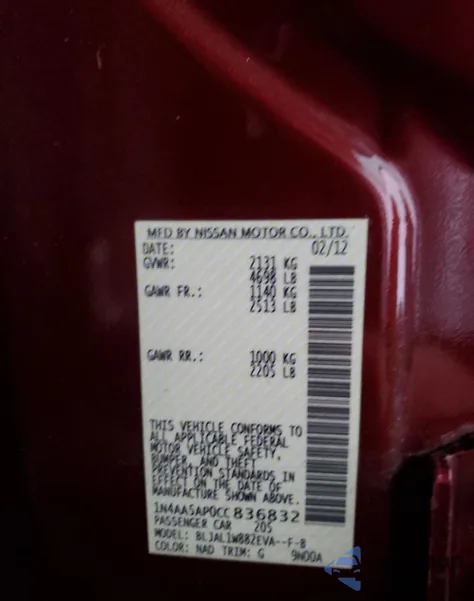 MFD BY NISSAN MOTOR CO., LTD.
DATE: 02/12
GVWR: 2131 KG
4698 LB
GAWR FR.: 1140 KG
2513 LB
GAWR RR.: 1000 KG
2205 LB
THIS VEHICLE CONFORMS TO
ALL APPLICABLE FEDERAL
MOTOR VEHICLE SAFETY,
BUMPER, AND THEFT
PREVENTION STANDARDS IN
EFFECT ON THE DATE OF
MANUFACTURE SHOWN ABOVE.
1N4AA5AP0CC836832
PASSENGER CAR 205
MODEL: BLJALJW882EVA--F-B
COLOR: NAD TRIM: G 9N00A